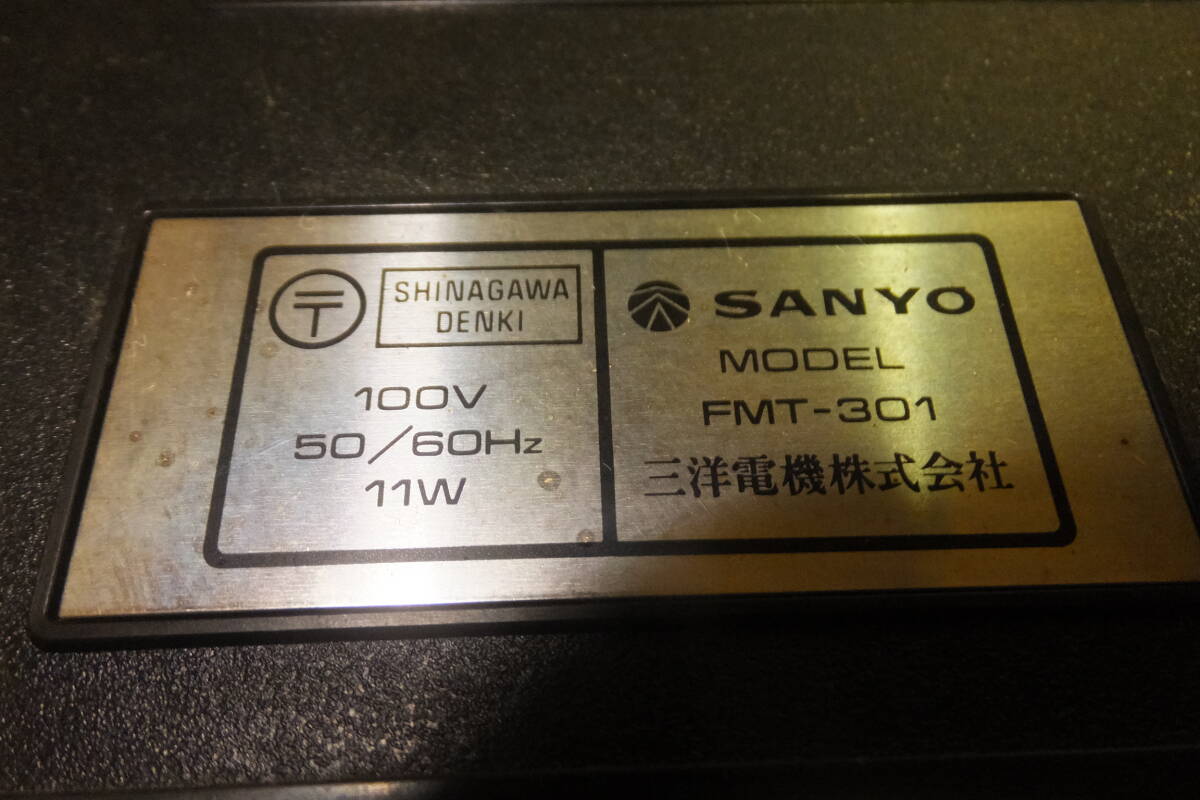 〒
SHINAGAWA
DENKI
100V
50/60Hz
11W
SANYO
MODEL
FMT-301
三洋電機株式会社